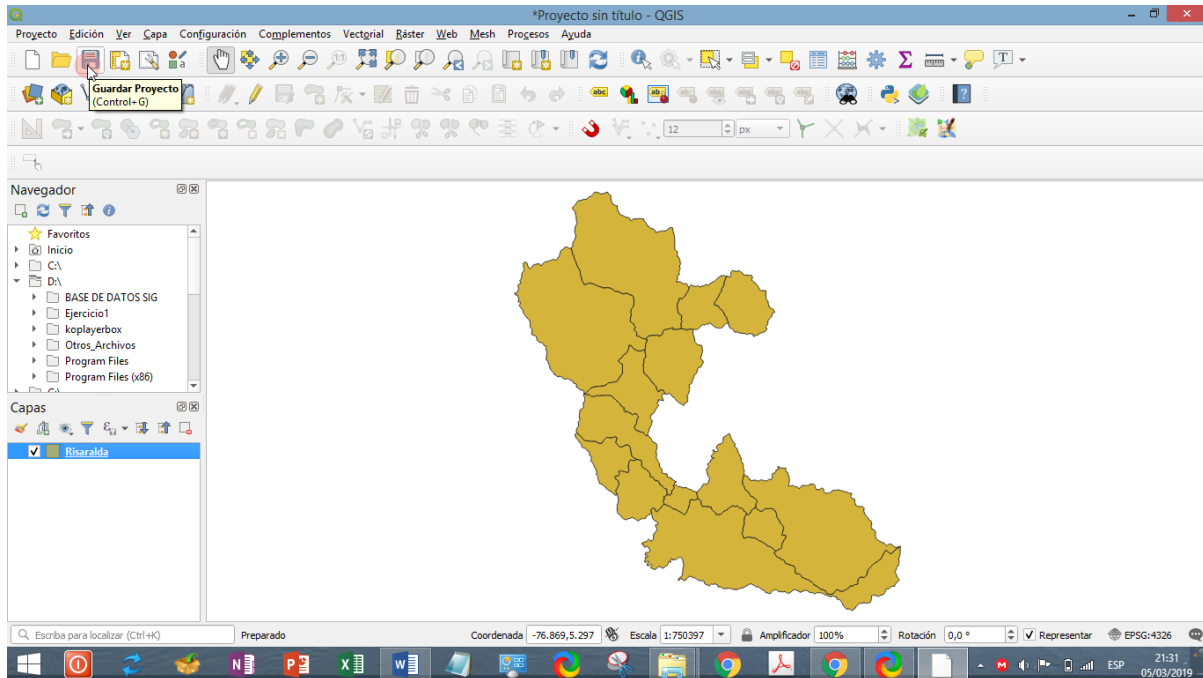 *Proyecto sin título - QGIS
Proyecto Edición Ver Capa Configuración Complementos Vectorial Ráster Web Mesh Procesos Ayuda
Guardar Proyecto
(Control+G)
abc
12 px
Navegador
Favoritos
Inicio
C:\
D:\
BASE DE DATOS SIG
Ejercicio1
koplayerbox
Otros_Archivos
Program Files
Program Files (x86)
Capas
Risaralda
Escriba para localizar (Ctrl+K) Preparado Coordenada -76.869,5.297 Escala 1:750397 Amplificador 100% Rotación 0,0 ° Representar EPSG:4326
ESP 21:31
05/03/2019